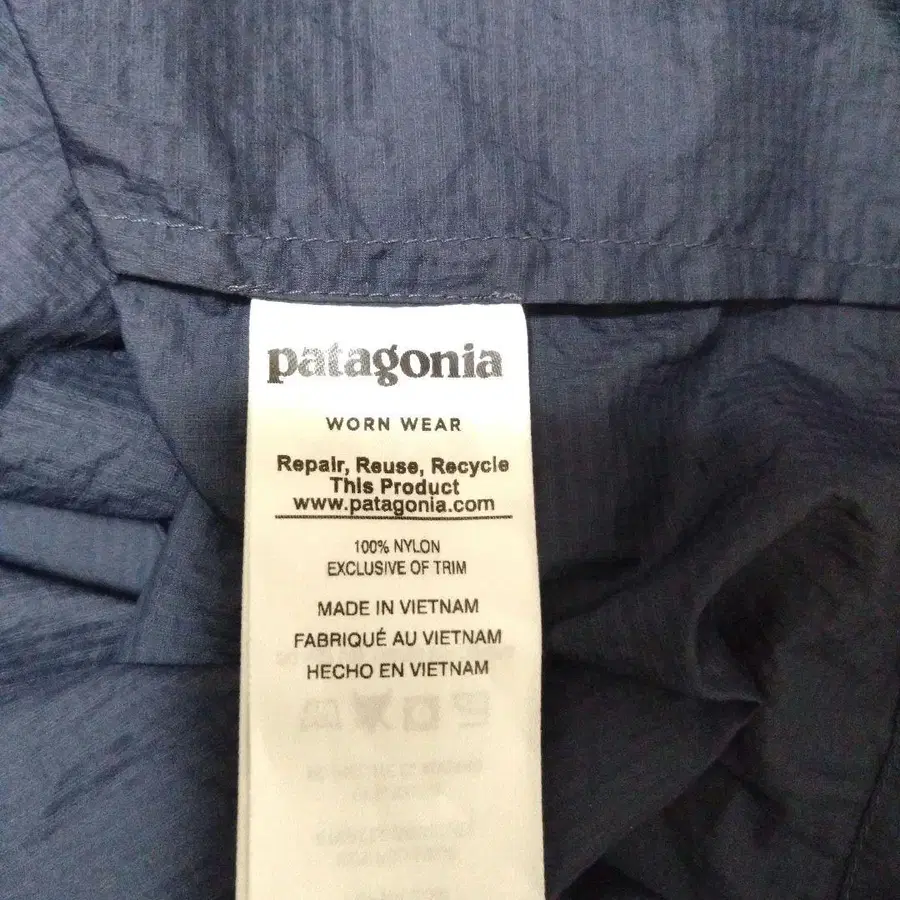 patagonia
WORN WEAR
Repair, Reuse, Recycle
This Product
www.patagonia.com
100% NYLON
EXCLUSIVE OF TRIM
MADE IN VIETNAM
FABRIQUÉ AU VIETNAM
HECHO EN VIETNAM